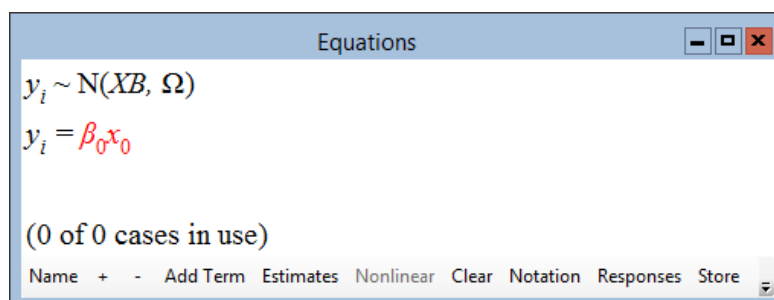 Equations
yᵢ ~ N(XB, Ω)
yᵢ = β₀x₀
(0 of 0 cases in use)
Name + - Add Term Estimates Nonlinear Clear Notation Responses Store